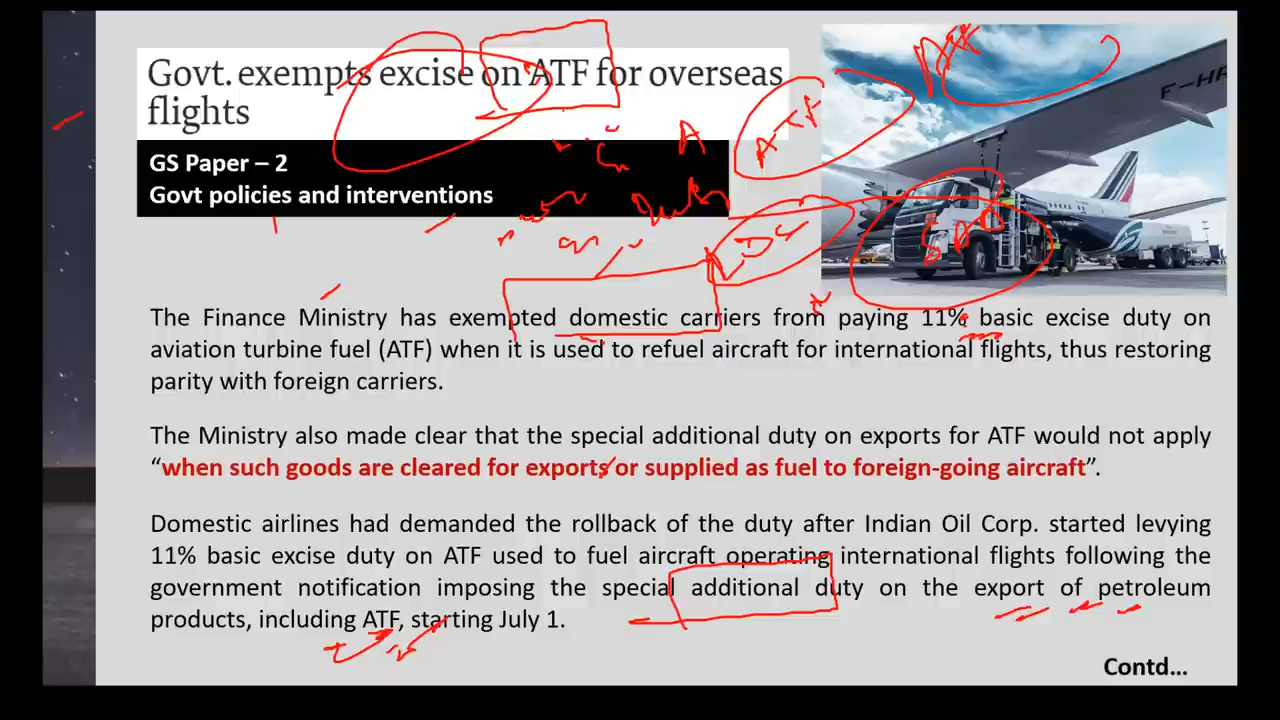 Govt. exempts excise on ATF for overseas
flights
GS Paper – 2
Govt policies and interventions
ATF
ATF
A
SAD
F-HR
The Finance Ministry has exempted domestic carriers from paying 11% basic excise duty on
aviation turbine fuel (ATF) when it is used to refuel aircraft for international flights, thus restoring
parity with foreign carriers.
The Ministry also made clear that the special additional duty on exports for ATF would not apply
“when such goods are cleared for exports or supplied as fuel to foreign-going aircraft”.
Domestic airlines had demanded the rollback of the duty after Indian Oil Corp. started levying
11% basic excise duty on ATF used to fuel aircraft operating international flights following the
government notification imposing the special additional duty on the export of petroleum
products, including ATF, starting July 1.
Contd...